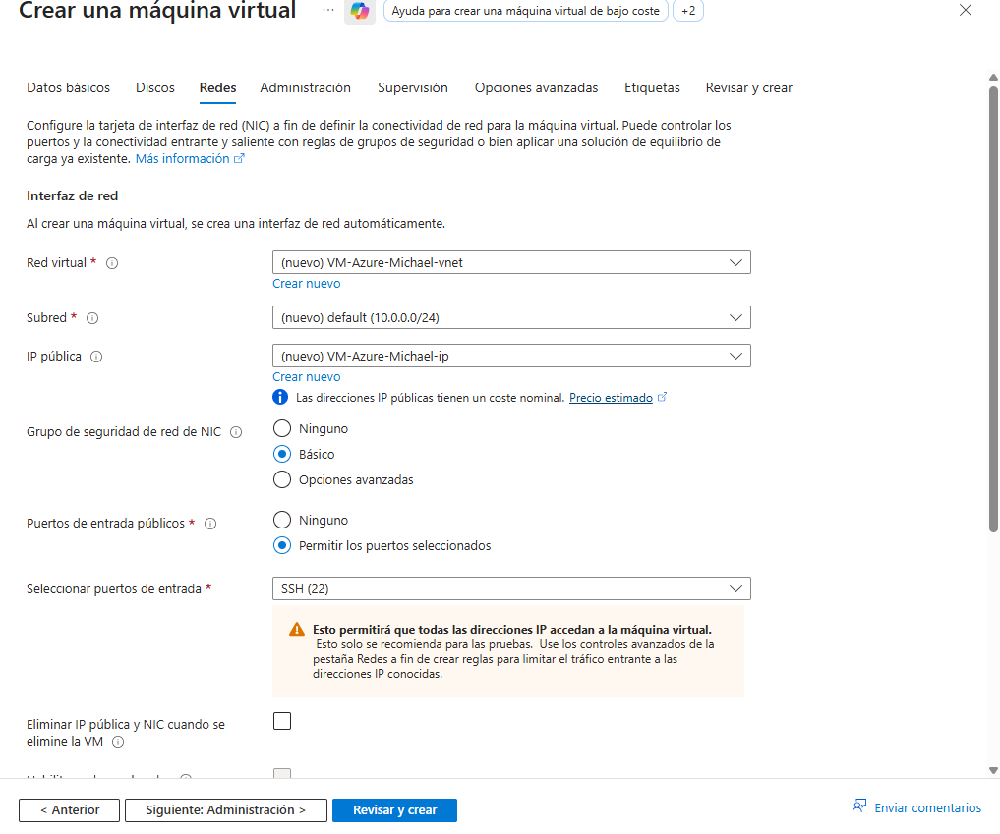 Crear una máquina virtual
...
Ayuda para crear una máquina virtual de bajo coste
+2
Datos básicos
Discos
Redes
Administración
Supervisión
Opciones avanzadas
Etiquetas
Revisar y crear
Configure la tarjeta de interfaz de red (NIC) a fin de definir la conectividad de red para la máquina virtual. Puede controlar los
puertos y la conectividad entrante y saliente con reglas de grupos de seguridad o bien aplicar una solución de equilibrio de
carga ya existente. Más información
Interfaz de red
Al crear una máquina virtual, se crea una interfaz de red automáticamente.
Red virtual *
(nuevo) VM-Azure-Michael-vnet
Crear nuevo
Subred *
(nuevo) default (10.0.0.0/24)
IP pública
(nuevo) VM-Azure-Michael-ip
Crear nuevo
Las direcciones IP públicas tienen un coste nominal. Precio estimado
Grupo de seguridad de red de NIC
Ninguno
Básico
Opciones avanzadas
Puertos de entrada públicos *
Ninguno
Permitir los puertos seleccionados
Seleccionar puertos de entrada *
SSH (22)
Esto permitirá que todas las direcciones IP accedan a la máquina virtual.
Esto solo se recomienda para las pruebas. Use los controles avanzados de la
pestaña Redes a fin de crear reglas para limitar el tráfico entrante a las
direcciones IP conocidas.
Eliminar IP pública y NIC cuando se
elimine la VM
< Anterior
Siguiente: Administración >
Revisar y crear
Enviar comentarios